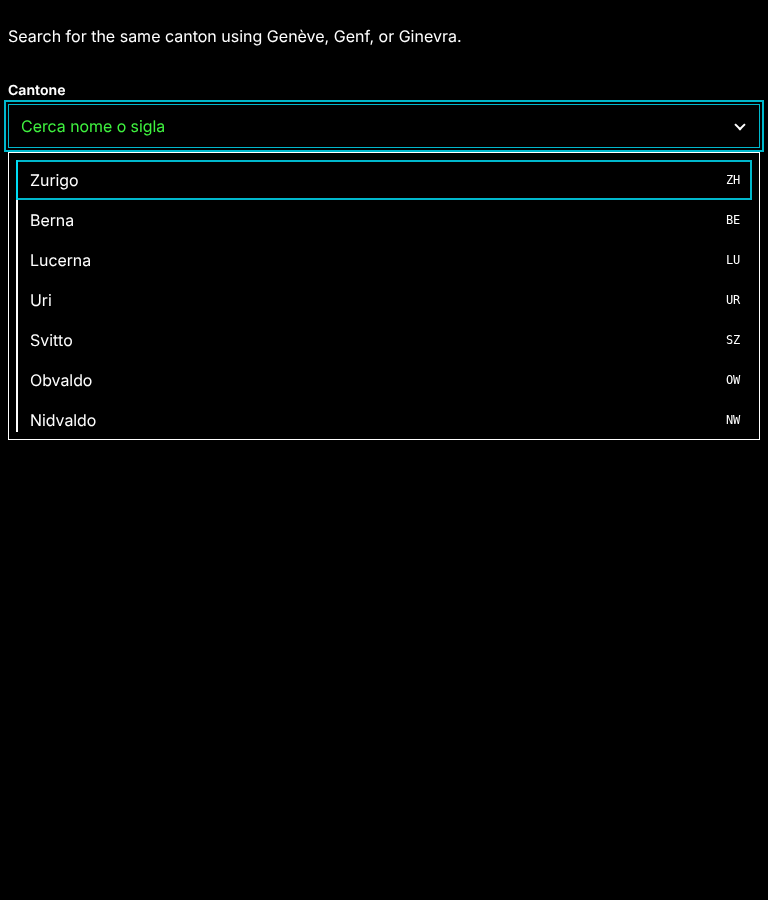 Search for the same canton using Genève, Genf, or Ginevra.
Cantone
Cerca nome o sigla
Zurigo ZH
Berna BE
Lucerna LU
Uri UR
Svitto SZ
Obvaldo OW
Nidvaldo NW